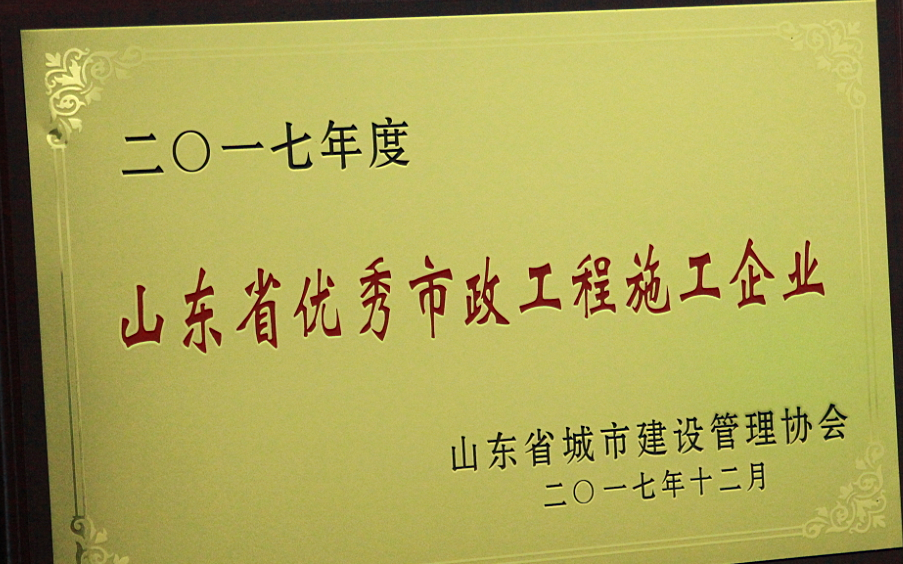 二〇一七年度
山东省优秀市政工程施工企业
山东省城市建设管理协会
二〇一七年十二月